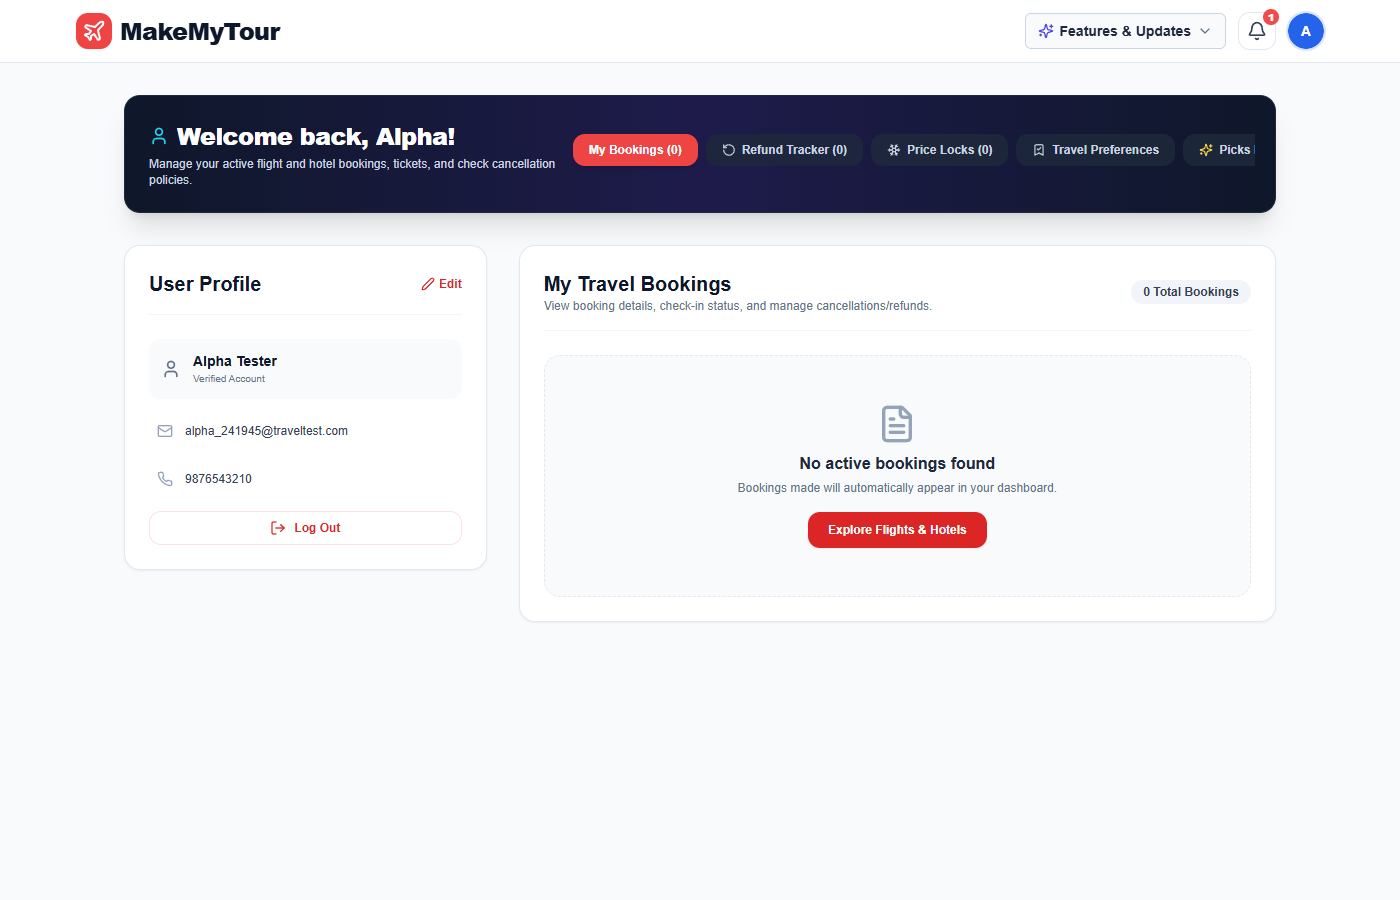 MakeMyTour
Features & Updates
1
A
Welcome back, Alpha!
Manage your active flight and hotel bookings, tickets, and check cancellation
policies.
My Bookings (0)
Refund Tracker (0)
Price Locks (0)
Travel Preferences
Picks
User Profile
Edit
Alpha Tester
Verified Account
alpha_241945@traveltest.com
9876543210
Log Out
My Travel Bookings
View booking details, check-in status, and manage cancellations/refunds.
0 Total Bookings
No active bookings found
Bookings made will automatically appear in your dashboard.
Explore Flights & Hotels